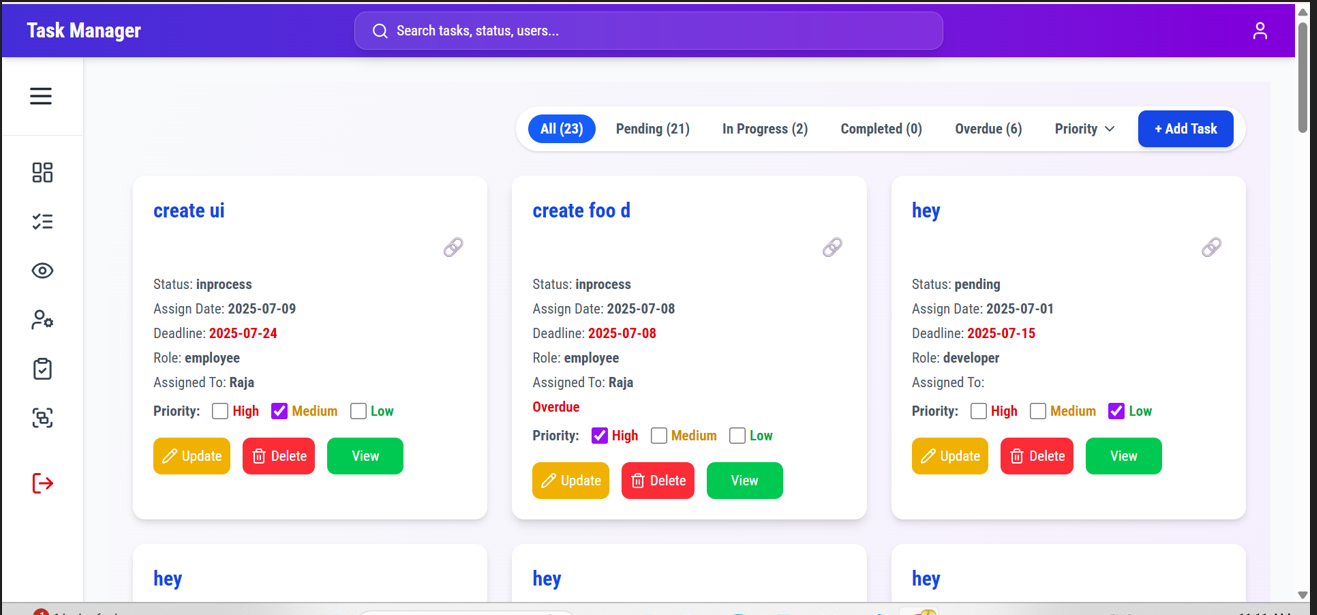 Task Manager
Search tasks, status, users...
All (23) Pending (21) In Progress (2) Completed (0) Overdue (6) Priority + Add Task
create ui
Status: inprocess
Assign Date: 2025-07-09
Deadline: 2025-07-24
Role: employee
Assigned To: Raja
Priority: High Medium Low
Update Delete View
create foo d
Status: inprocess
Assign Date: 2025-07-08
Deadline: 2025-07-08
Role: employee
Assigned To: Raja
Overdue
Priority: High Medium Low
Update Delete View
hey
Status: pending
Assign Date: 2025-07-01
Deadline: 2025-07-15
Role: developer
Assigned To:
Priority: High Medium Low
Update Delete View
hey
hey
hey